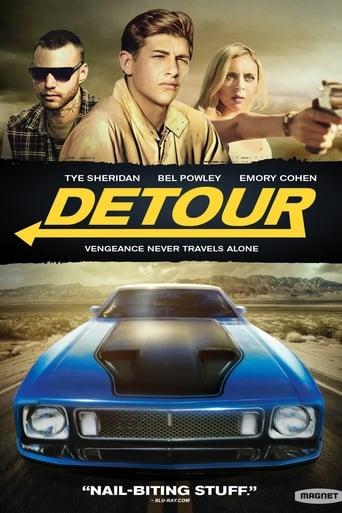 TYE SHERIDAN BEL POWLEY EMORY COHEN
DETOUR
VENGEANCE NEVER TRAVELS ALONE
"NAIL-BITING STUFF."
-BLU-RAY.COM
MAGNET